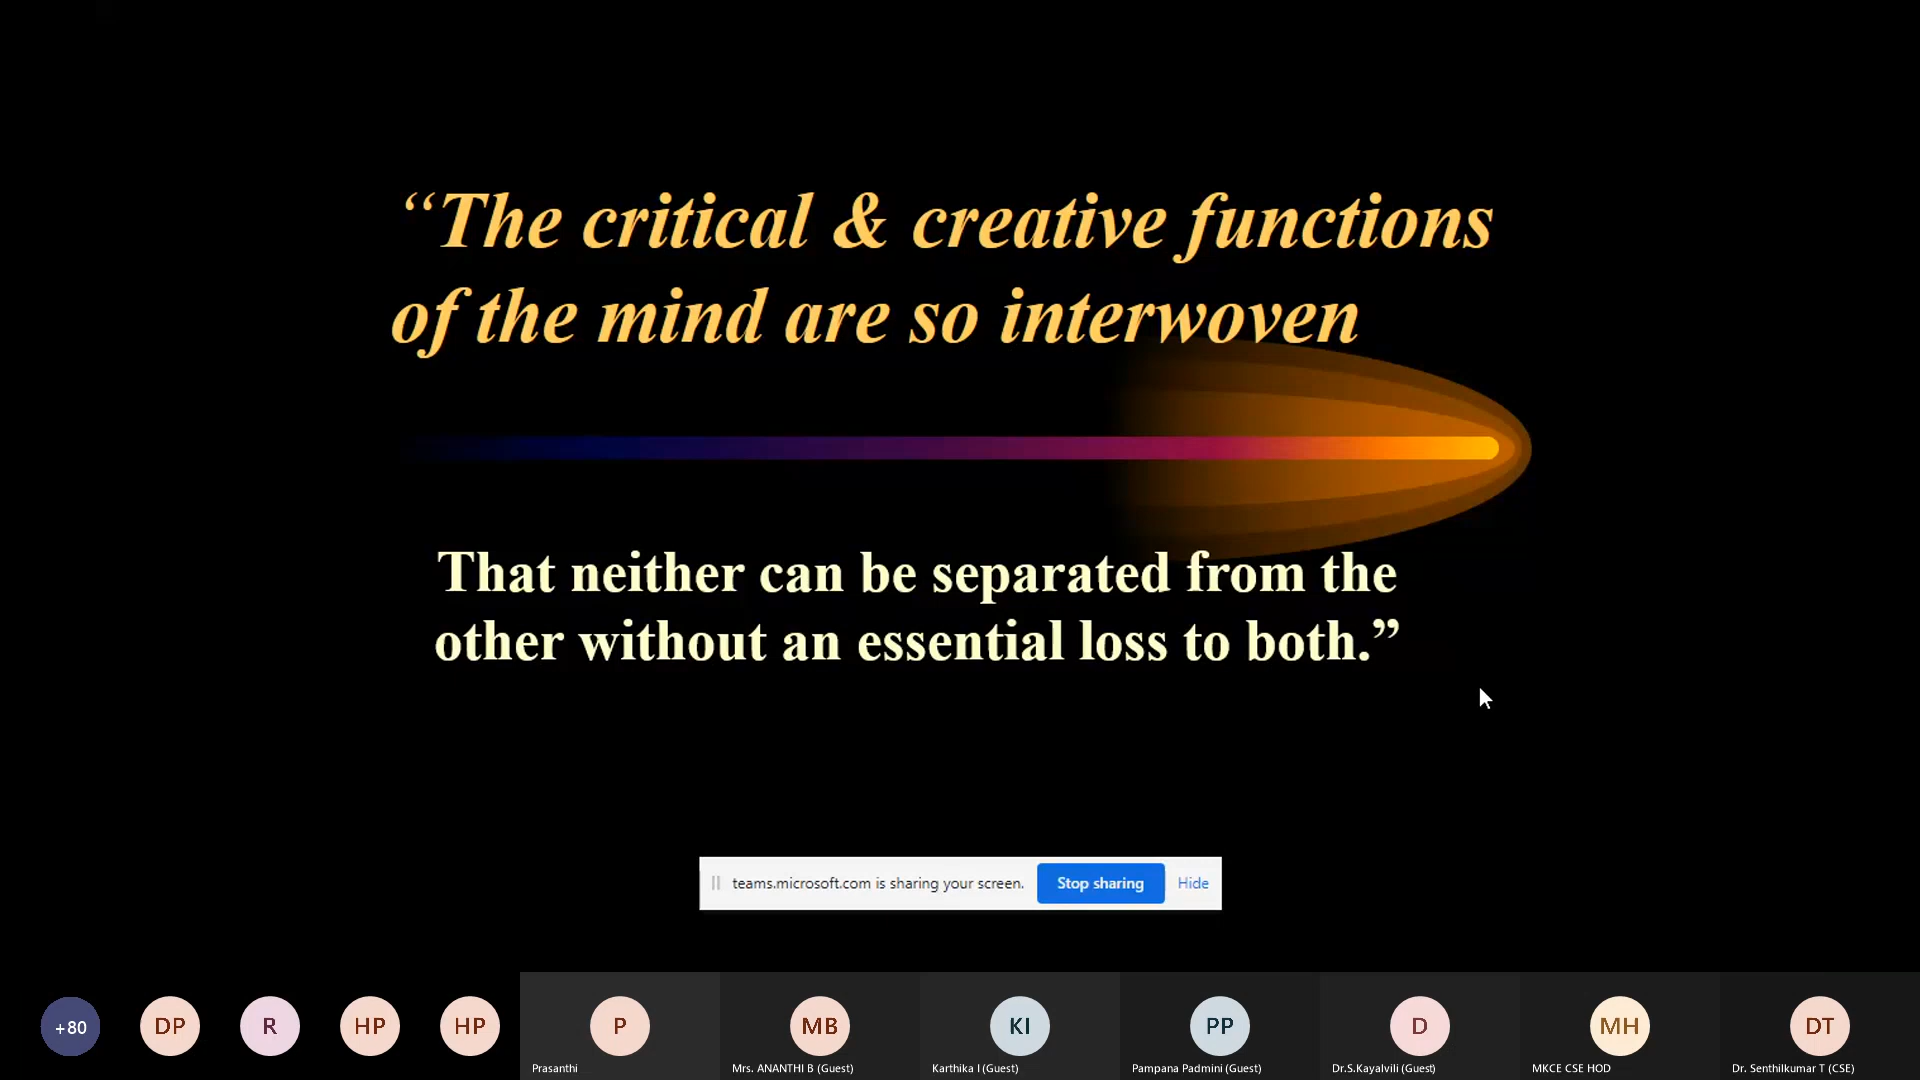 “The critical & creative functions
of the mind are so interwoven
That neither can be separated from the
other without an essential loss to both.”
teams.microsoft.com is sharing your screen.
Stop sharing
Hide
+80
DP
R
HP
HP
P
MB
KI
PP
D
MH
DT
Prasanthi
Mrs. ANANTHI B (Guest)
Karthika I (Guest)
Pampana Padmini (Guest)
Dr.S.Kayalvili (Guest)
MKCE CSE HOD
Dr. Senthilkumar T (CSE)